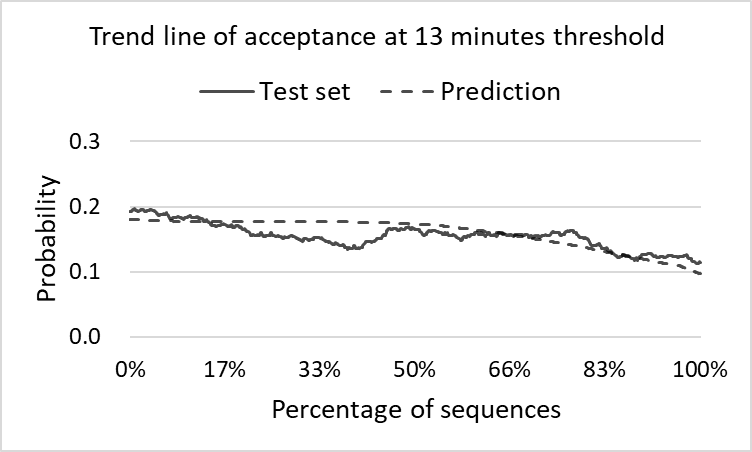 Trend line of acceptance at 13 minutes threshold
Test set Prediction
0.3
0.2
0.1
0.0
Probability
0% 17% 33% 50% 66% 83% 100%
Percentage of sequences